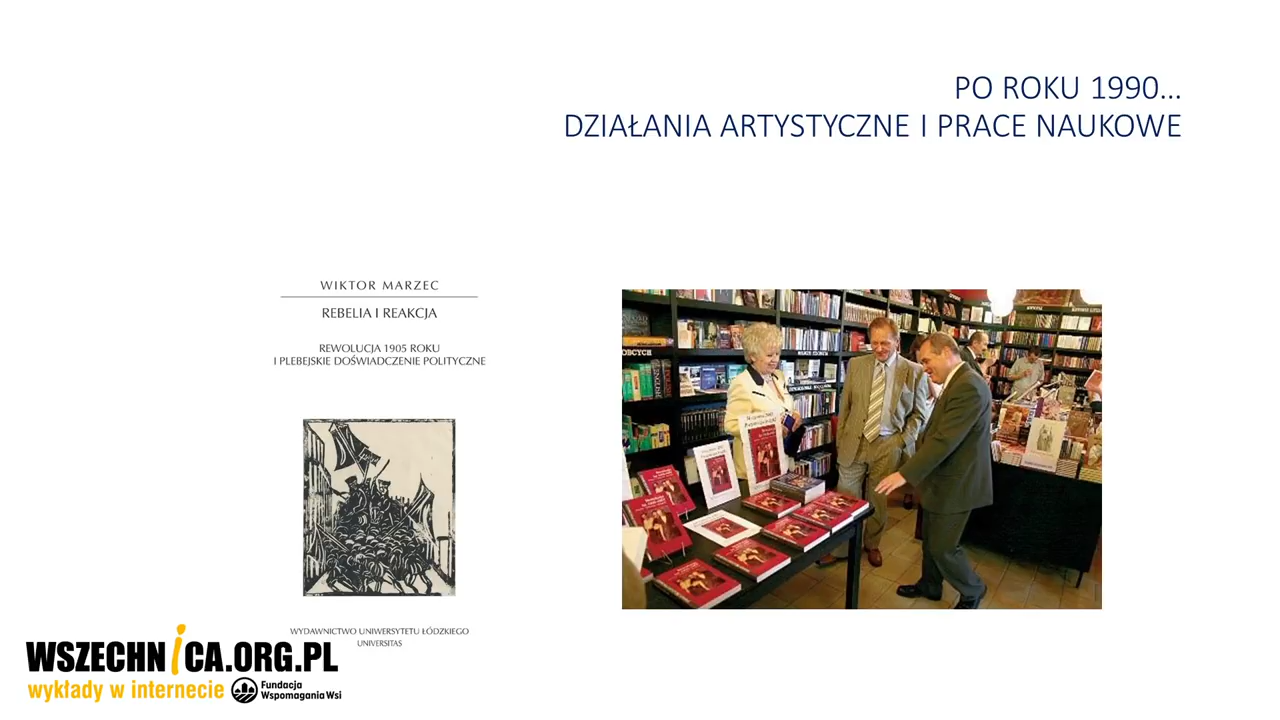 PO ROKU 1990...
DZIAŁANIA ARTYSTYCZNE I PRACE NAUKOWE
WIKTOR MARZEC
REBELIA I REAKCJA
REWOLUCJA 1905 ROKU
I PLEBEJSKIE DOŚWIADCZENIE POLITYCZNE
WYDAWNICTWO UNIWERSYTETU ŁÓDZKIEGO
UNIVERSITAS
WSZECHNiCA.ORG.PL
wykłady w internecie
Fundacja
Wspomagania Wsi